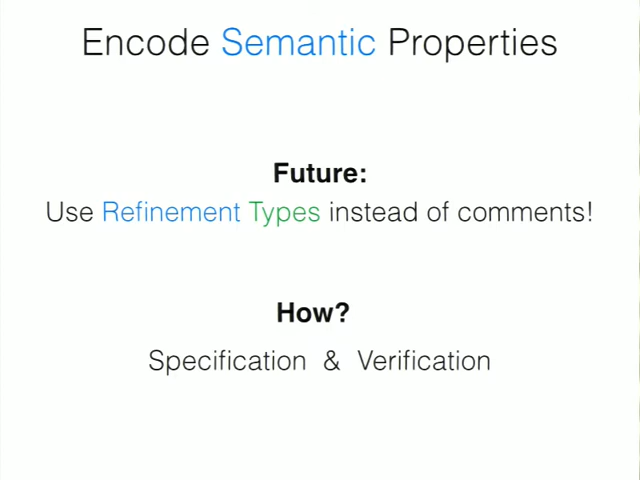 Encode Semantic Properties
Future:
Use Refinement Types instead of comments!
How?
Specification & Verification